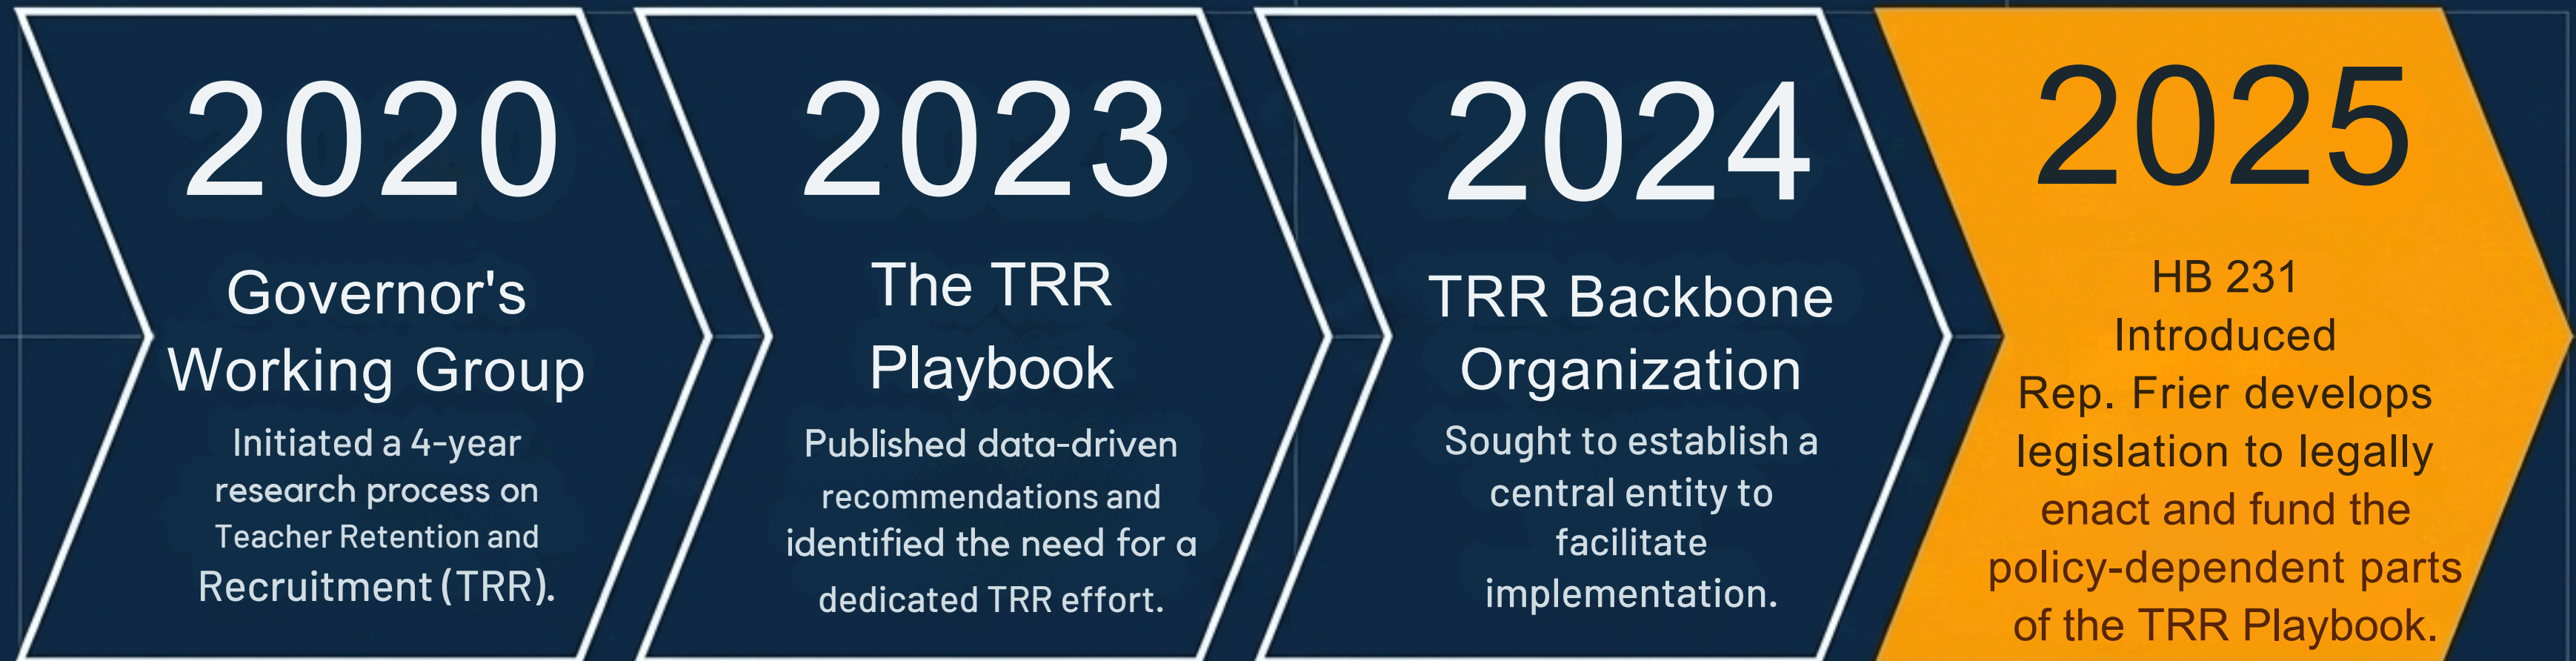 2020
Governor's
Working Group
Initiated a 4-year
research process on
Teacher Retention and
Recruitment (TRR).
2023
The TRR
Playbook
Published data-driven
recommendations and
identified the need for a
dedicated TRR effort.
2024
TRR Backbone
Organization
Sought to establish a
central entity to
facilitate
implementation.
2025
HB 231
Introduced
Rep. Frier develops
legislation to legally
enact and fund the
policy-dependent parts
of the TRR Playbook.